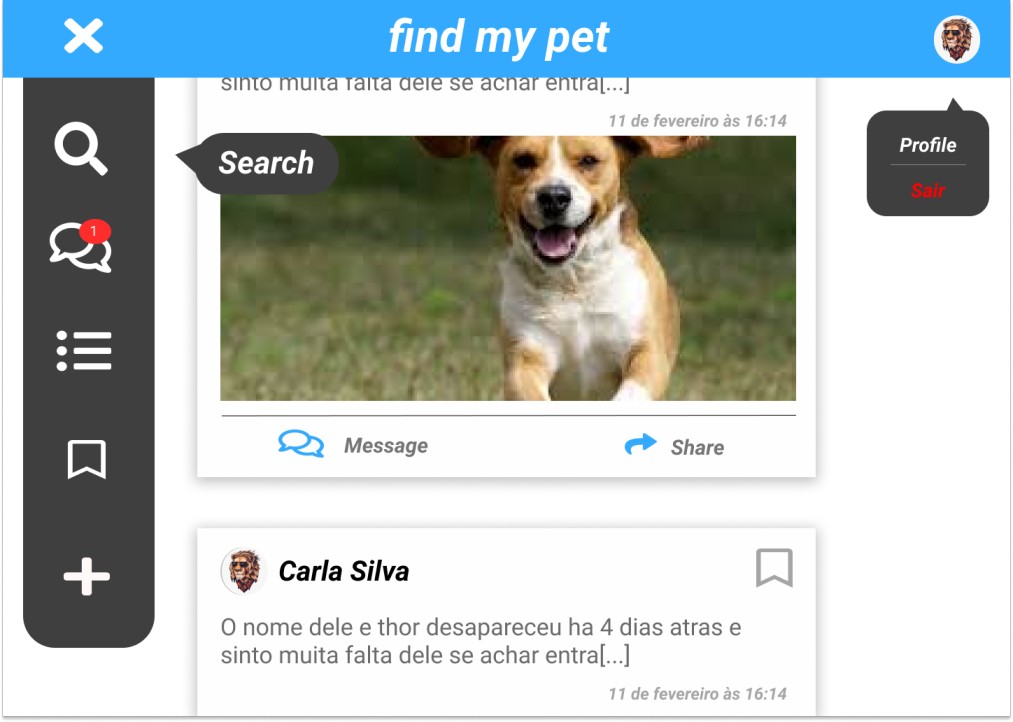 find my pet
sinto muita falta dele se achar entra[...]
11 de fevereiro às 16:14
Profile
Search
Sair
1
Message
Share
Carla Silva
O nome dele e thor desapareceu ha 4 dias atras e
sinto muita falta dele se achar entra[...]
11 de fevereiro às 16:14